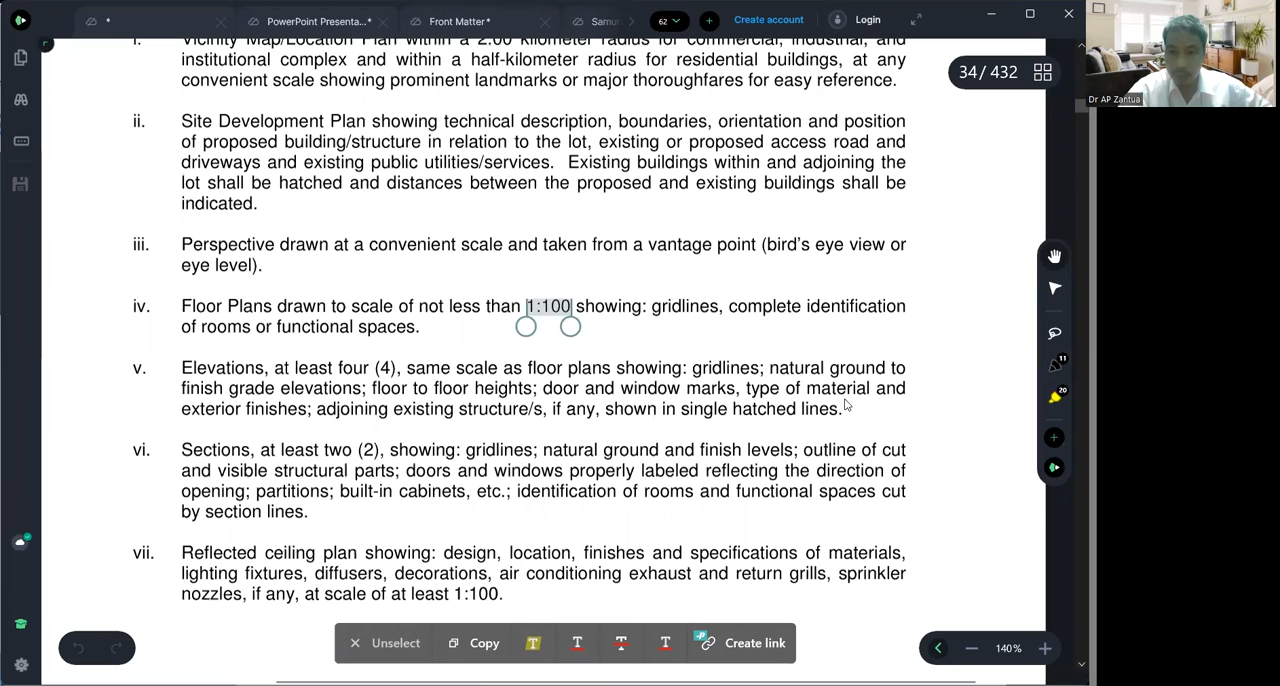 *
PowerPoint Presenta...*
Front Matter*
Samur
62
Create account
Login
i. Vicinity Map/Location Plan within a 2.00 kilometer radius for commercial, industrial, and
institutional complex and within a half-kilometer radius for residential buildings, at any
convenient scale showing prominent landmarks or major thoroughfares for easy reference.
34/ 432
Dr AP Zantua
ii. Site Development Plan showing technical description, boundaries, orientation and position
of proposed building/structure in relation to the lot, existing or proposed access road and
driveways and existing public utilities/services. Existing buildings within and adjoining the
lot shall be hatched and distances between the proposed and existing buildings shall be
indicated.
iii. Perspective drawn at a convenient scale and taken from a vantage point (bird's eye view or
eye level).
iv. Floor Plans drawn to scale of not less than 1:100 showing: gridlines, complete identification
of rooms or functional spaces.
v. Elevations, at least four (4), same scale as floor plans showing: gridlines; natural ground to
finish grade elevations; floor to floor heights; door and window marks, type of material and
exterior finishes; adjoining existing structure/s, if any, shown in single hatched lines.
11
20
vi. Sections, at least two (2), showing: gridlines; natural ground and finish levels; outline of cut
and visible structural parts; doors and windows properly labeled reflecting the direction of
opening; partitions; built-in cabinets, etc.; identification of rooms and functional spaces cut
by section lines.
vii. Reflected ceiling plan showing: design, location, finishes and specifications of materials,
lighting fixtures, diffusers, decorations, air conditioning exhaust and return grills, sprinkler
nozzles, if any, at scale of at least 1:100.
Unselect
Copy
T
T
T
T
Create link
140%